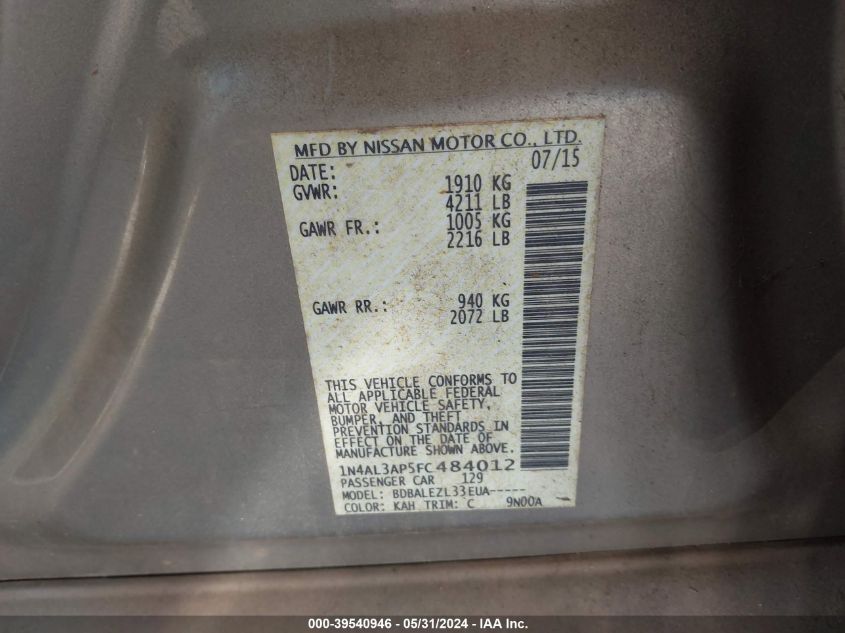 MFD BY NISSAN MOTOR CO., LTD.
DATE: 07/15
GVWR: 1910 KG
4211 LB
GAWR FR.: 1005 KG
2216 LB
GAWR RR.: 940 KG
2072 LB
THIS VEHICLE CONFORMS TO
ALL APPLICABLE FEDERAL
MOTOR VEHICLE SAFETY,
BUMPER, AND THEFT
PREVENTION STANDARDS IN
EFFECT ON THE DATE OF
MANUFACTURE SHOWN ABOVE.
1N4AL3AP5FC484012
PASSENGER CAR 129
MODEL: BDBALEZL33EUA-----
COLOR: KAH TRIM: C 9N00A
000-39540946 - 05/31/2024 - IAA Inc.